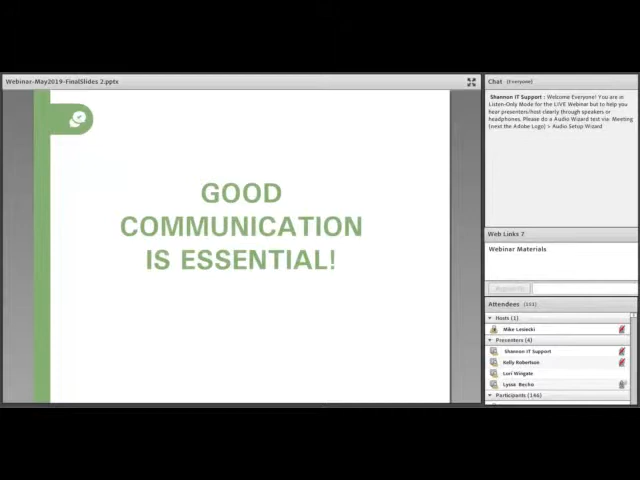 Webinar-May2019-FinalSlides 2.pptx
GOOD
COMMUNICATION
IS ESSENTIAL!
Chat (Everyone)
Shannon IT Support : Welcome Everyone! You are in
Listen-Only Mode for the LIVE Webinar but to help you
hear presenters/host clearly through speakers or
headphones. Please do a Audio Wizard test via: Meeting
(next the Adobe Logo) > Audio Setup Wizard
Web Links 7
Webinar Materials
Attendees
Hosts (1)
Mike Lesiecki
Presenters (4)
Shannon IT Support
Kelly Robertson
Lori Wingate
Lyssa Becho
Participants (146)